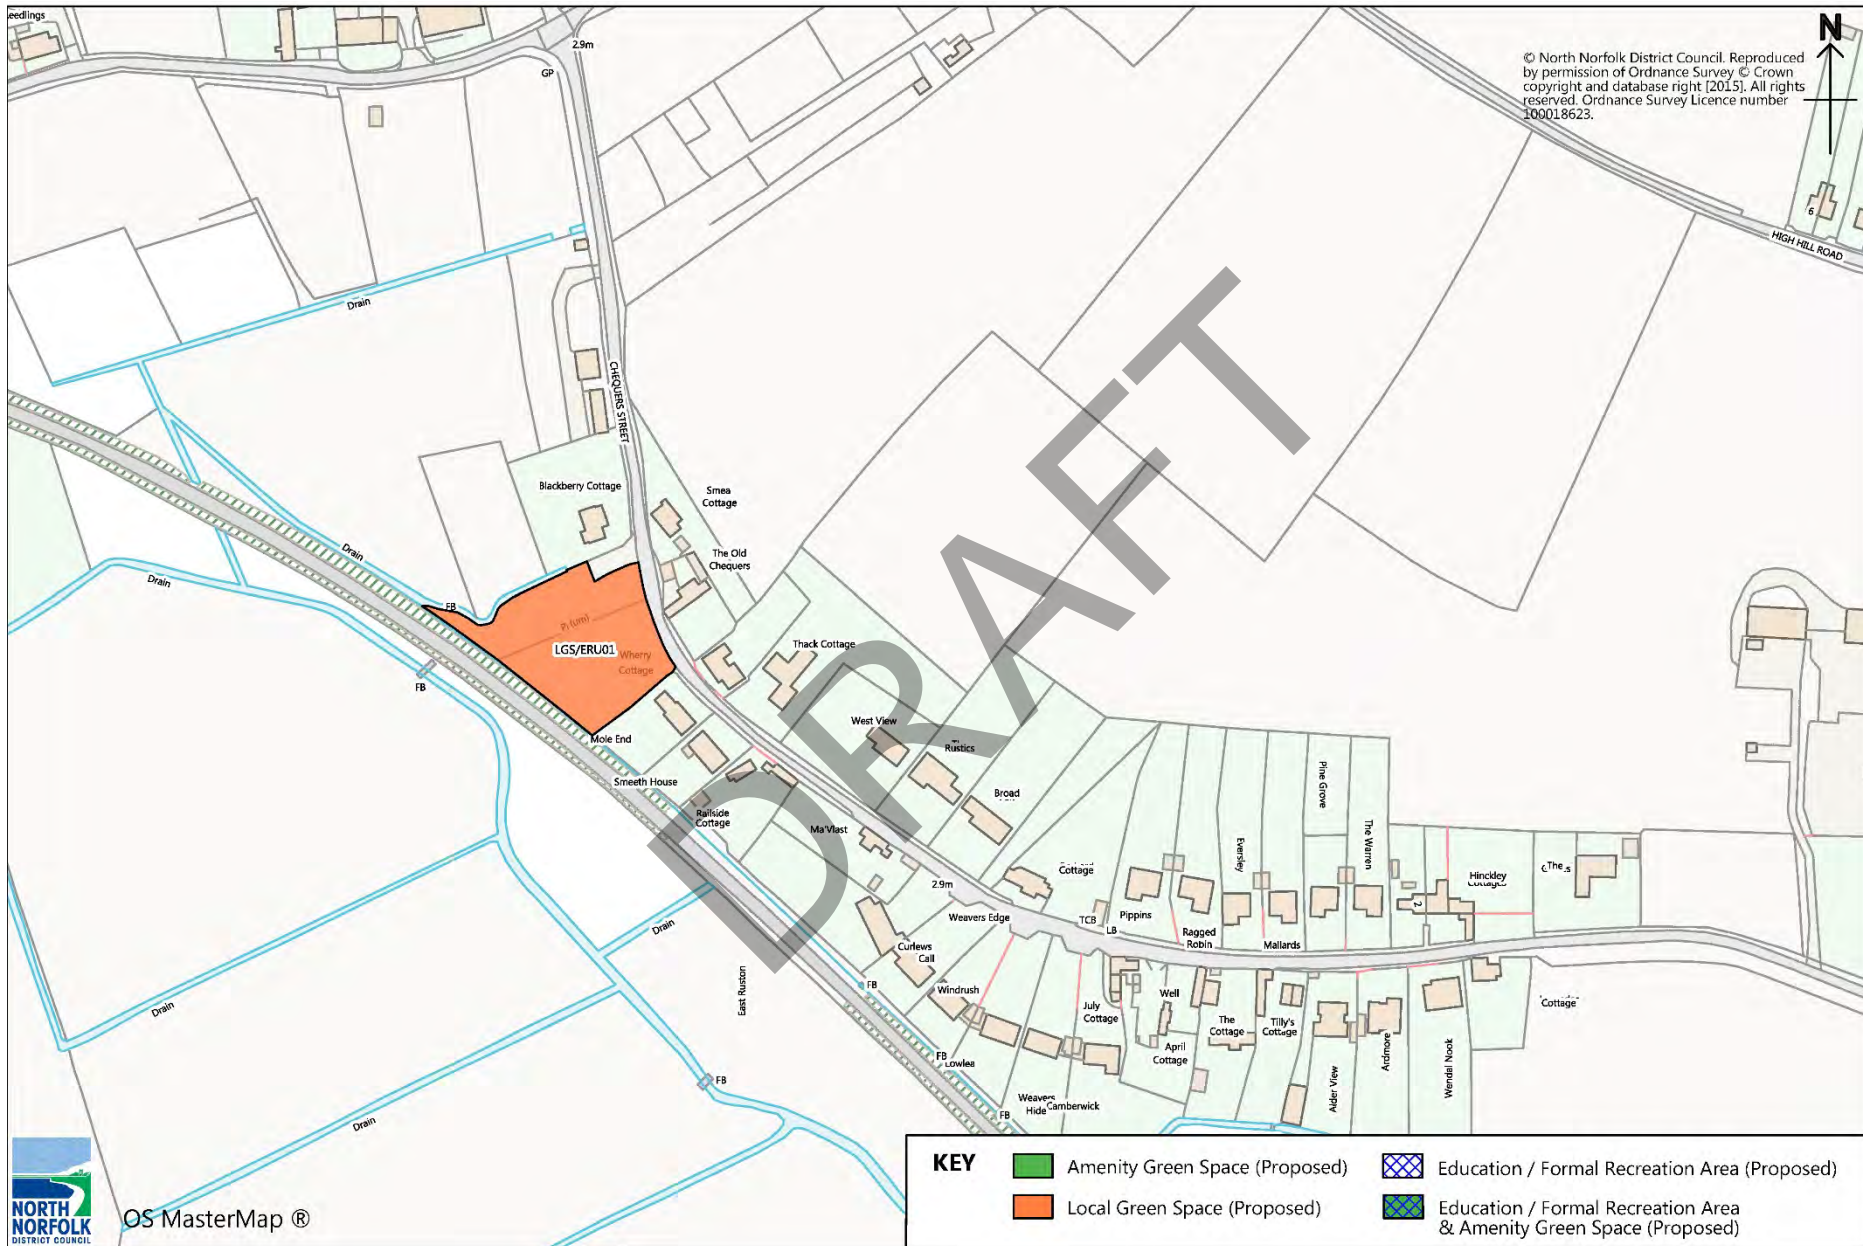 eedlings
2.9m
GP
N
© North Norfolk District Council. Reproduced
by permission of Ordnance Survey © Crown
copyright and database right [2015]. All rights
reserved. Ordnance Survey Licence number
100018623.
6
HIGH HILL ROAD
Drain
CHEQUERS STREET
Blackberry Cottage
Smea
Cottage
The Old
Chequers
Drain
Drain
FB
LGS/ERU01
Wherry
Cottage
FB
Thack Cottage
West View
Rustics
Mole End
Smeeth House
Railside
Cottage
Ma'Vlast
Broad
Pine Grove
The Warren
Eversley
Cottage
Hinckley
Cottages
The
2
2.9m
Weavers Edge
TCB
LB
Pippins
Ragged
Robin
Mallards
Drain
Curlews
Call
FB
Windrush
East Ruston
July
Cottage
Well
The
Cottage
Tilly's
Cottage
April
Cottage
Cottage
Alder View
Ardmore
Wendal Nook
Drain
FB
FB
Lowlea
Weavers
Hide
Camberwick
FB
Drain
DRAFT
KEY
Amenity Green Space (Proposed)
Local Green Space (Proposed)
Education / Formal Recreation Area (Proposed)
Education / Formal Recreation Area
& Amenity Green Space (Proposed)
NORTH
NORFOLK
DISTRICT COUNCIL
OS MasterMap ®